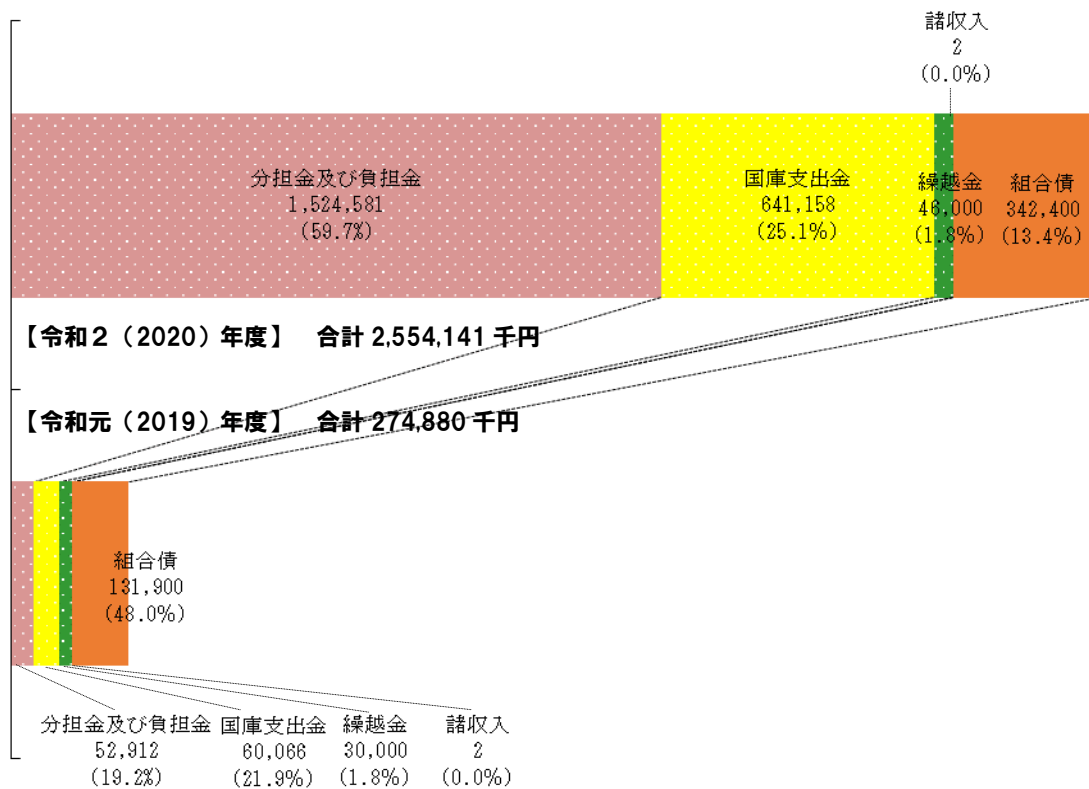 諸収入
2
(0.0%)
分担金及び負担金
1,524,581
(59.7%)
国庫支出金
641,158
(25.1%)
繰越金
46,000
(1.8%)
組合債
342,400
(13.4%)
【令和２（2020）年度】　合計 2,554,141 千円
【令和元（2019）年度】　合計 274,880 千円
組合債
131,900
(48.0%)
分担金及び負担金
52,912
(19.2%)
国庫支出金
60,066
(21.9%)
繰越金
30,000
(1.8%)
諸収入
2
(0.0%)